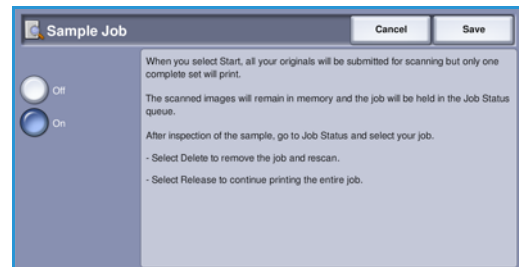 Sample Job
Cancel
Save
Off
On
When you select Start, all your originals will be submitted for scanning but only one
complete set will print.
The scanned images will remain in memory and the job will be held in the Job Status
queue.
After inspection of the sample, go to Job Status and select your job.
- Select Delete to remove the job and rescan.
- Select Release to continue printing the entire job.